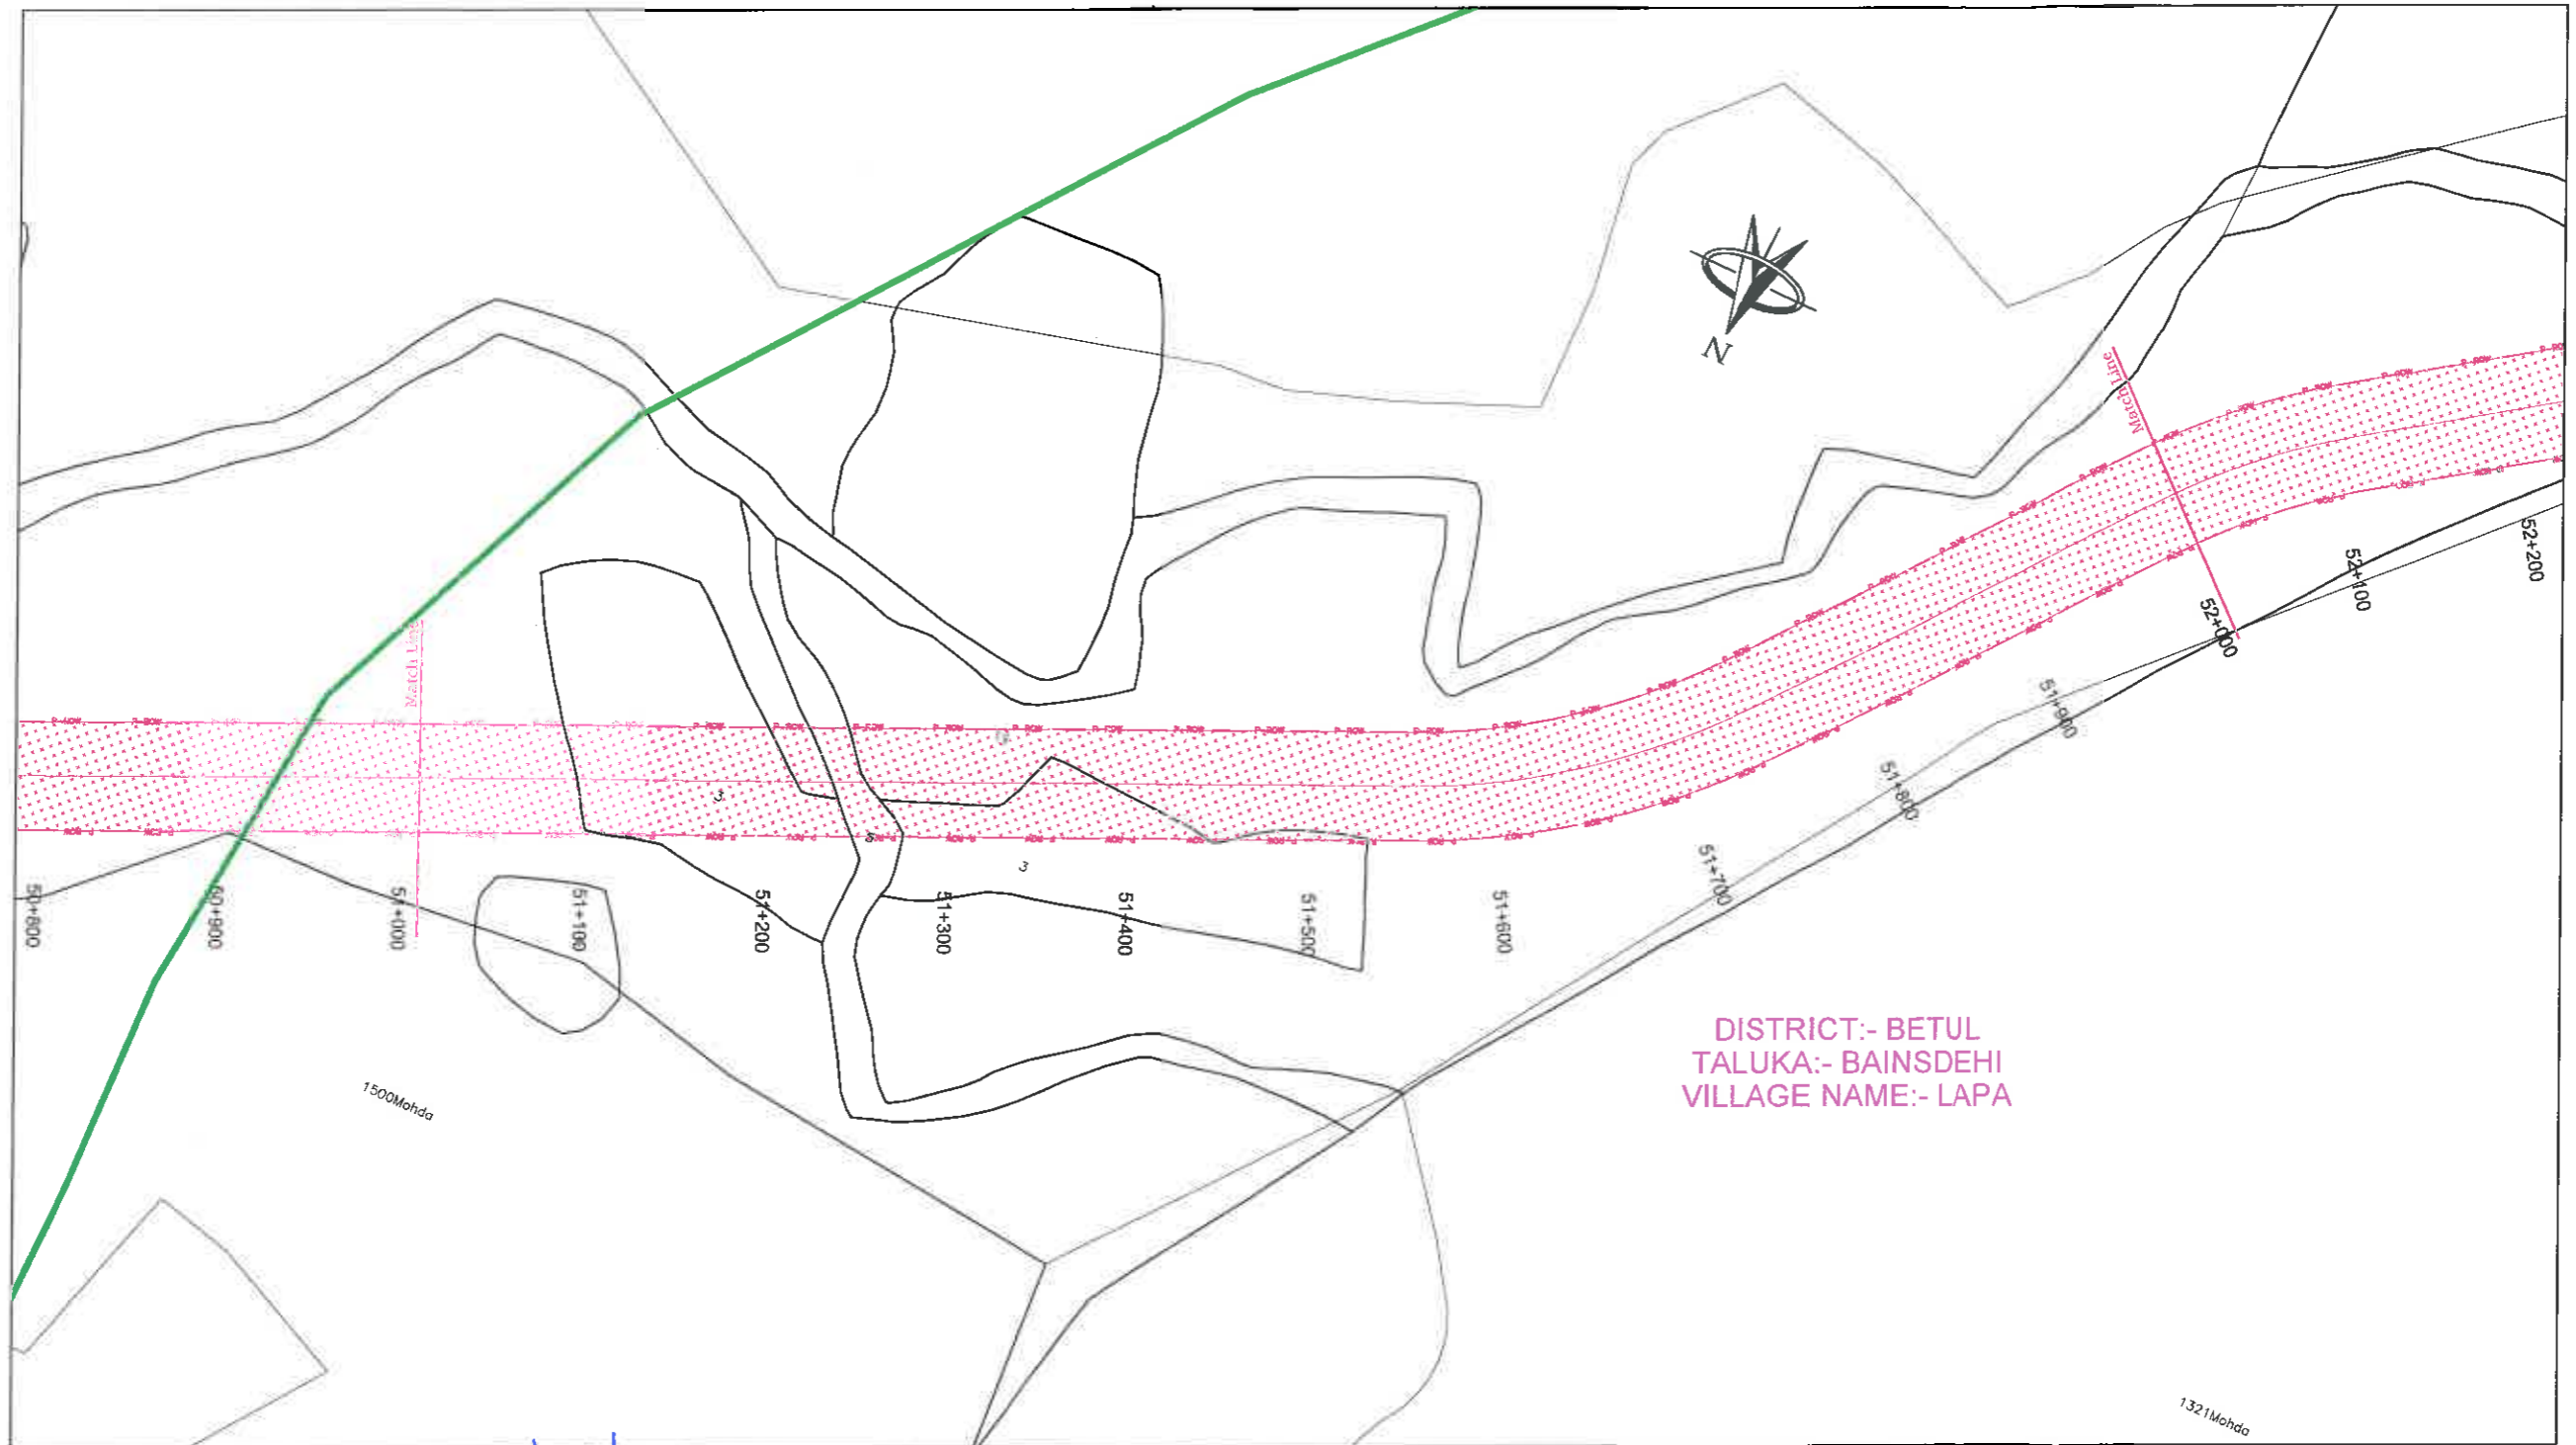 N
Match Line
Match Line
P-ROW
3
3
50+800
50+900
51+000
51+100
51+200
51+300
51+400
51+500
51+600
51+700
51+800
51+900
52+000
52+100
52+200
DISTRICT:- BETUL
TALUKA:- BAINSDEHI
VILLAGE NAME:- LAPA
1500Mohda
1321Mohda